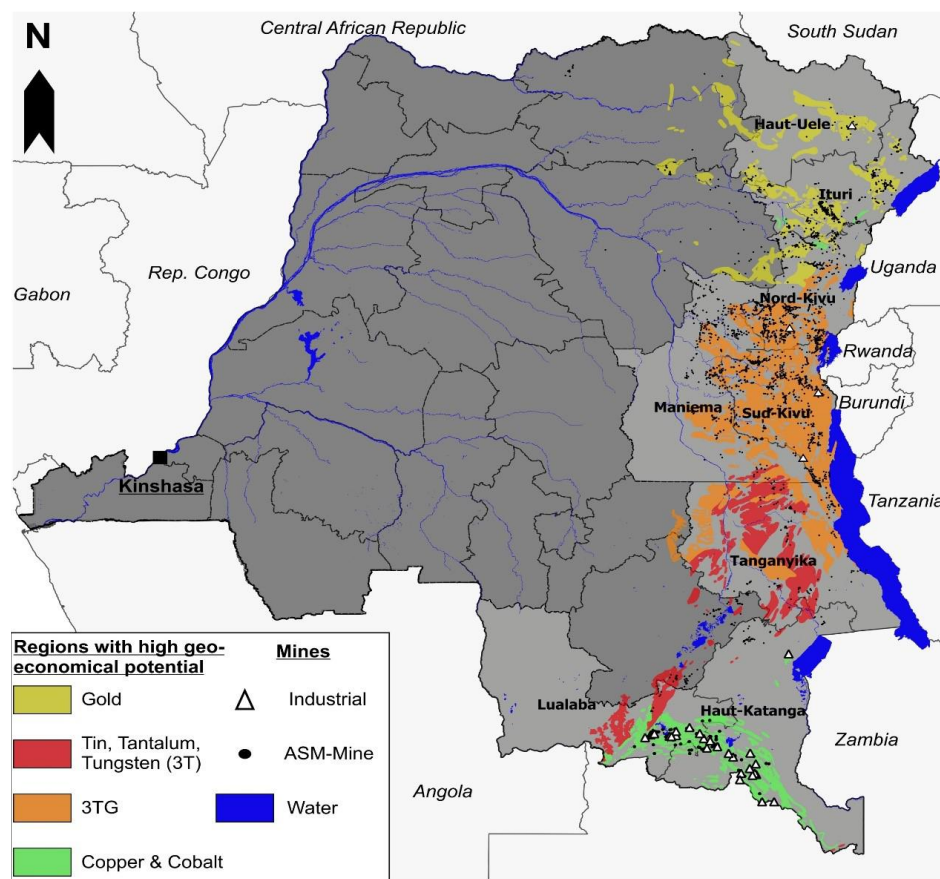 N
Central African Republic
South Sudan
Haut-Uele
Ituri
Uganda
Rep. Congo
Gabon
Nord-Kivu
Rwanda
Maniema
Sud-Kivu
Burundi
Kinshasa
Tanzania
Tanganyika
Lualaba
Haut-Katanga
Zambia
Angola
Regions with high geo-
economical potential
Gold
Tin, Tantalum,
Tungsten (3T)
3TG
Copper & Cobalt
Mines
Industrial
ASM-Mine
Water